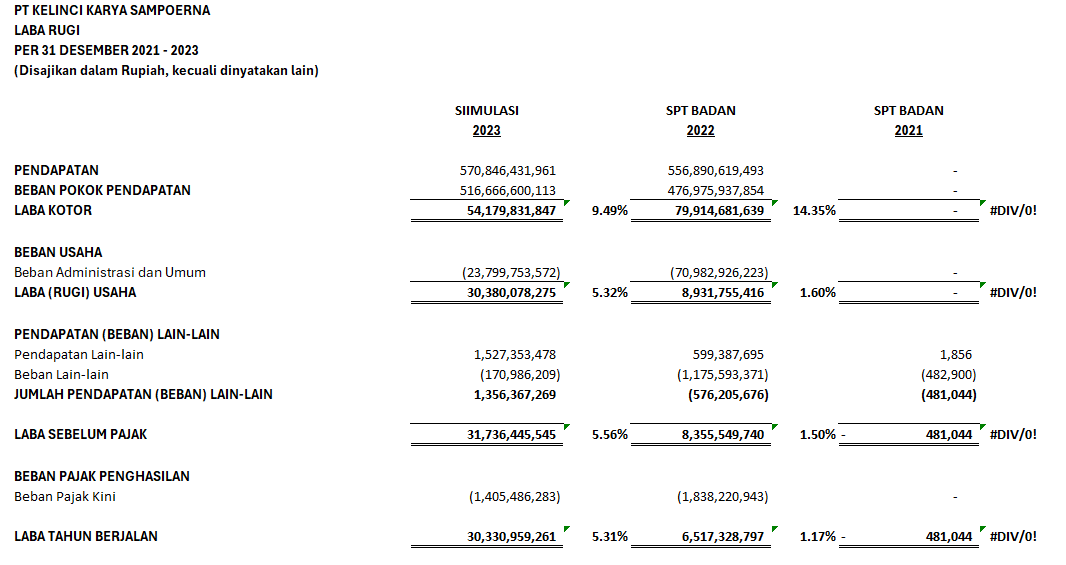 PT KELINCI KARYA SAMPOERNA
LABA RUGI
PER 31 DESEMBER 2021 - 2023
(Disajikan dalam Rupiah, kecuali dinyatakan lain)
SIIMULASI SPT BADAN SPT BADAN
2023 2022 2021
PENDAPATAN 570,846,431,961 556,890,619,493 -
BEBAN POKOK PENDAPATAN 516,666,600,113 476,975,937,854 -
LABA KOTOR 54,179,831,847 9.49% 79,914,681,639 14.35% - #DIV/0!
BEBAN USAHA
Beban Administrasi dan Umum (23,799,753,572) (70,982,926,223) -
LABA (RUGI) USAHA 30,380,078,275 5.32% 8,931,755,416 1.60% - #DIV/0!
PENDAPATAN (BEBAN) LAIN-LAIN
Pendapatan Lain-lain 1,527,353,478 599,387,695 1,856
Beban Lain-lain (170,986,209) (1,175,593,371) (482,900)
JUMLAH PENDAPATAN (BEBAN) LAIN-LAIN 1,356,367,269 (576,205,676) (481,044)
LABA SEBELUM PAJAK 31,736,445,545 5.56% 8,355,549,740 1.50% - 481,044 #DIV/0!
BEBAN PAJAK PENGHASILAN
Beban Pajak Kini (1,405,486,283) (1,838,220,943) -
LABA TAHUN BERJALAN 30,330,959,261 5.31% 6,517,328,797 1.17% - 481,044 #DIV/0!